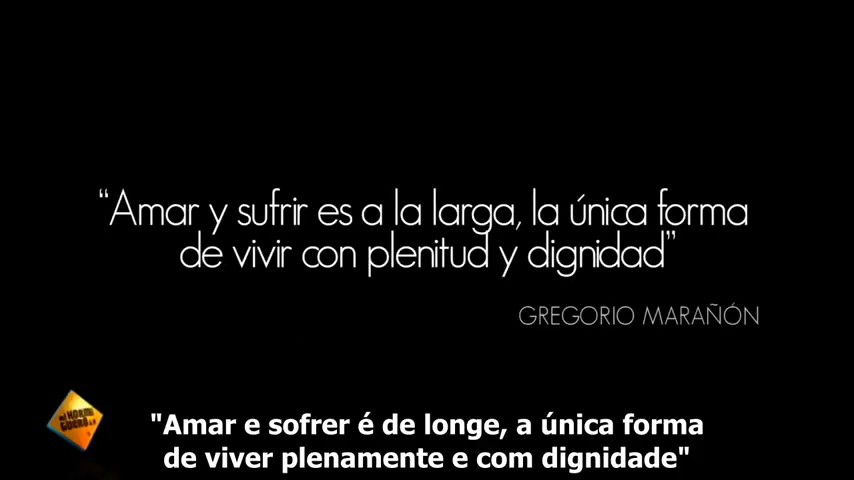 “Amar y sufrir es a la larga, la única forma
de vivir con plenitud y dignidad”
GREGORIO MARAÑÓN
"Amar e sofrer é de longe, a única forma
de viver plenamente e com dignidade"